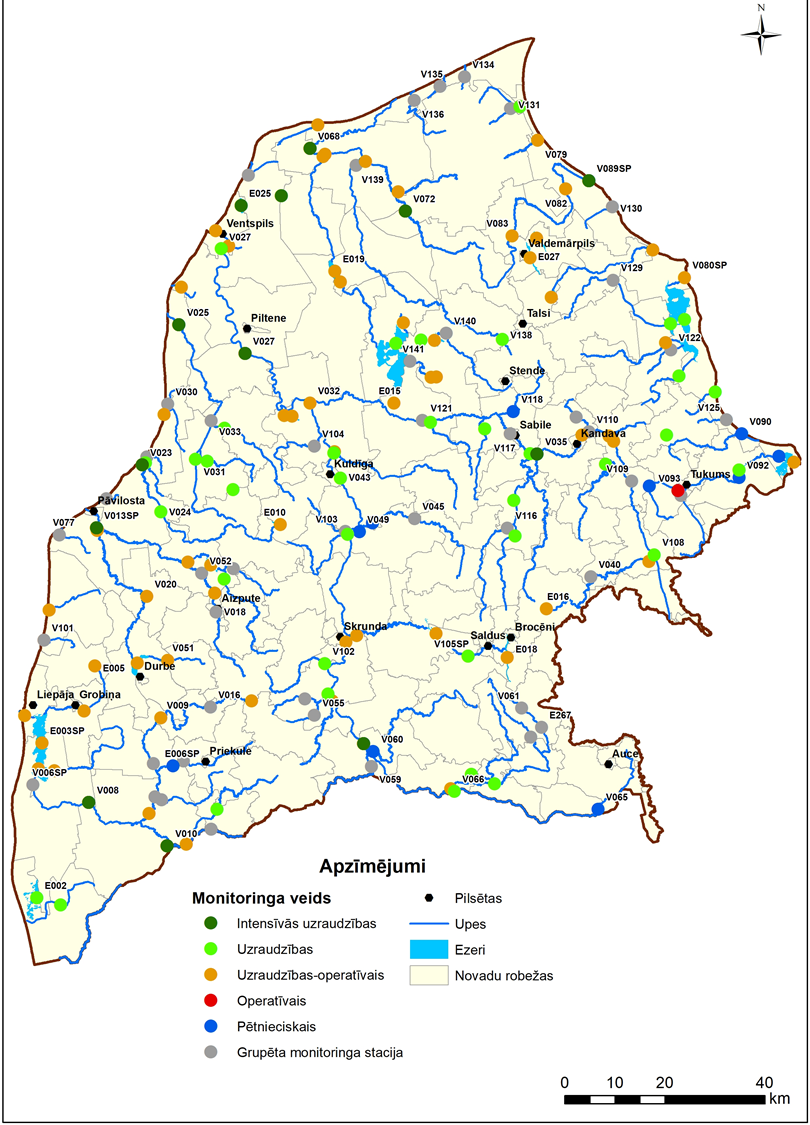 N
V134
V135
V136
V131
V068
V079
V089SP
V139
E025
V072
V082
V130
Ventspils
V027
V083
Valdemārpils
E027
E019
V129
V080SP
V025
Piltene
V027
V140
Talsi
V138
V122
V141
Stende
V030
V032
E015
V118
V033
V121
Sabile
V110
V125
V090
V104
V117
V035
Kandava
V023
V031
Kuldīga
V043
V109
V093
Tukums
V092
Pāvilosta
V013SP
V024
E010
V103
V049
V045
V116
V077
V108
V052
V040
V020
Aizpute
V018
E016
V101
Skrunda
V105SP
Saldus
Brocēni
V051
V102
E018
E005
Durbe
Liepāja
Grobiņa
V009
V016
V055
V061
E267
E003SP
V060
E006SP
Priekule
Auce
V006SP
V059
V008
V066
V065
V010
E002
Apzīmējumi
Monitoringa veids
Intensīvās uzraudzības
Uzraudzības
Uzraudzības-operatīvais
Operatīvais
Pētnieciskais
Grupēta monitoringa stacija
Pilsētas
Upes
Ezeri
Novadu robežas
0 10 20 40
km